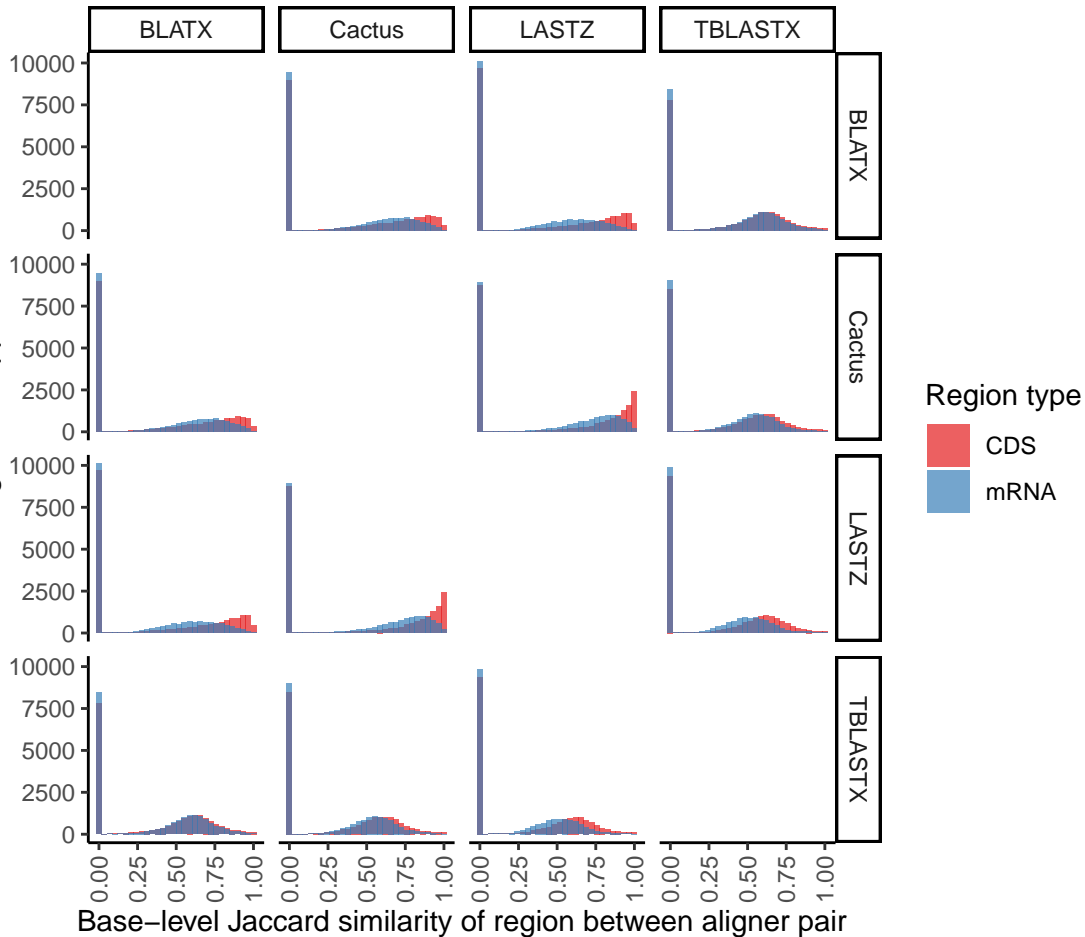 BLATX Cactus LASTZ TBLASTX
10000
7500
5000
2500
0
BLATX
10000
7500
5000
2500
0
Cactus
Region type
CDS
mRNA
10000
7500
5000
2500
0
LASTZ
10000
7500
5000
2500
0
TBLASTX
0.00 0.25 0.50 0.75 1.00 0.00 0.25 0.50 0.75 1.00 0.00 0.25 0.50 0.75 1.00 0.00 0.25 0.50 0.75 1.00
Base−level Jaccard similarity of region between aligner pair